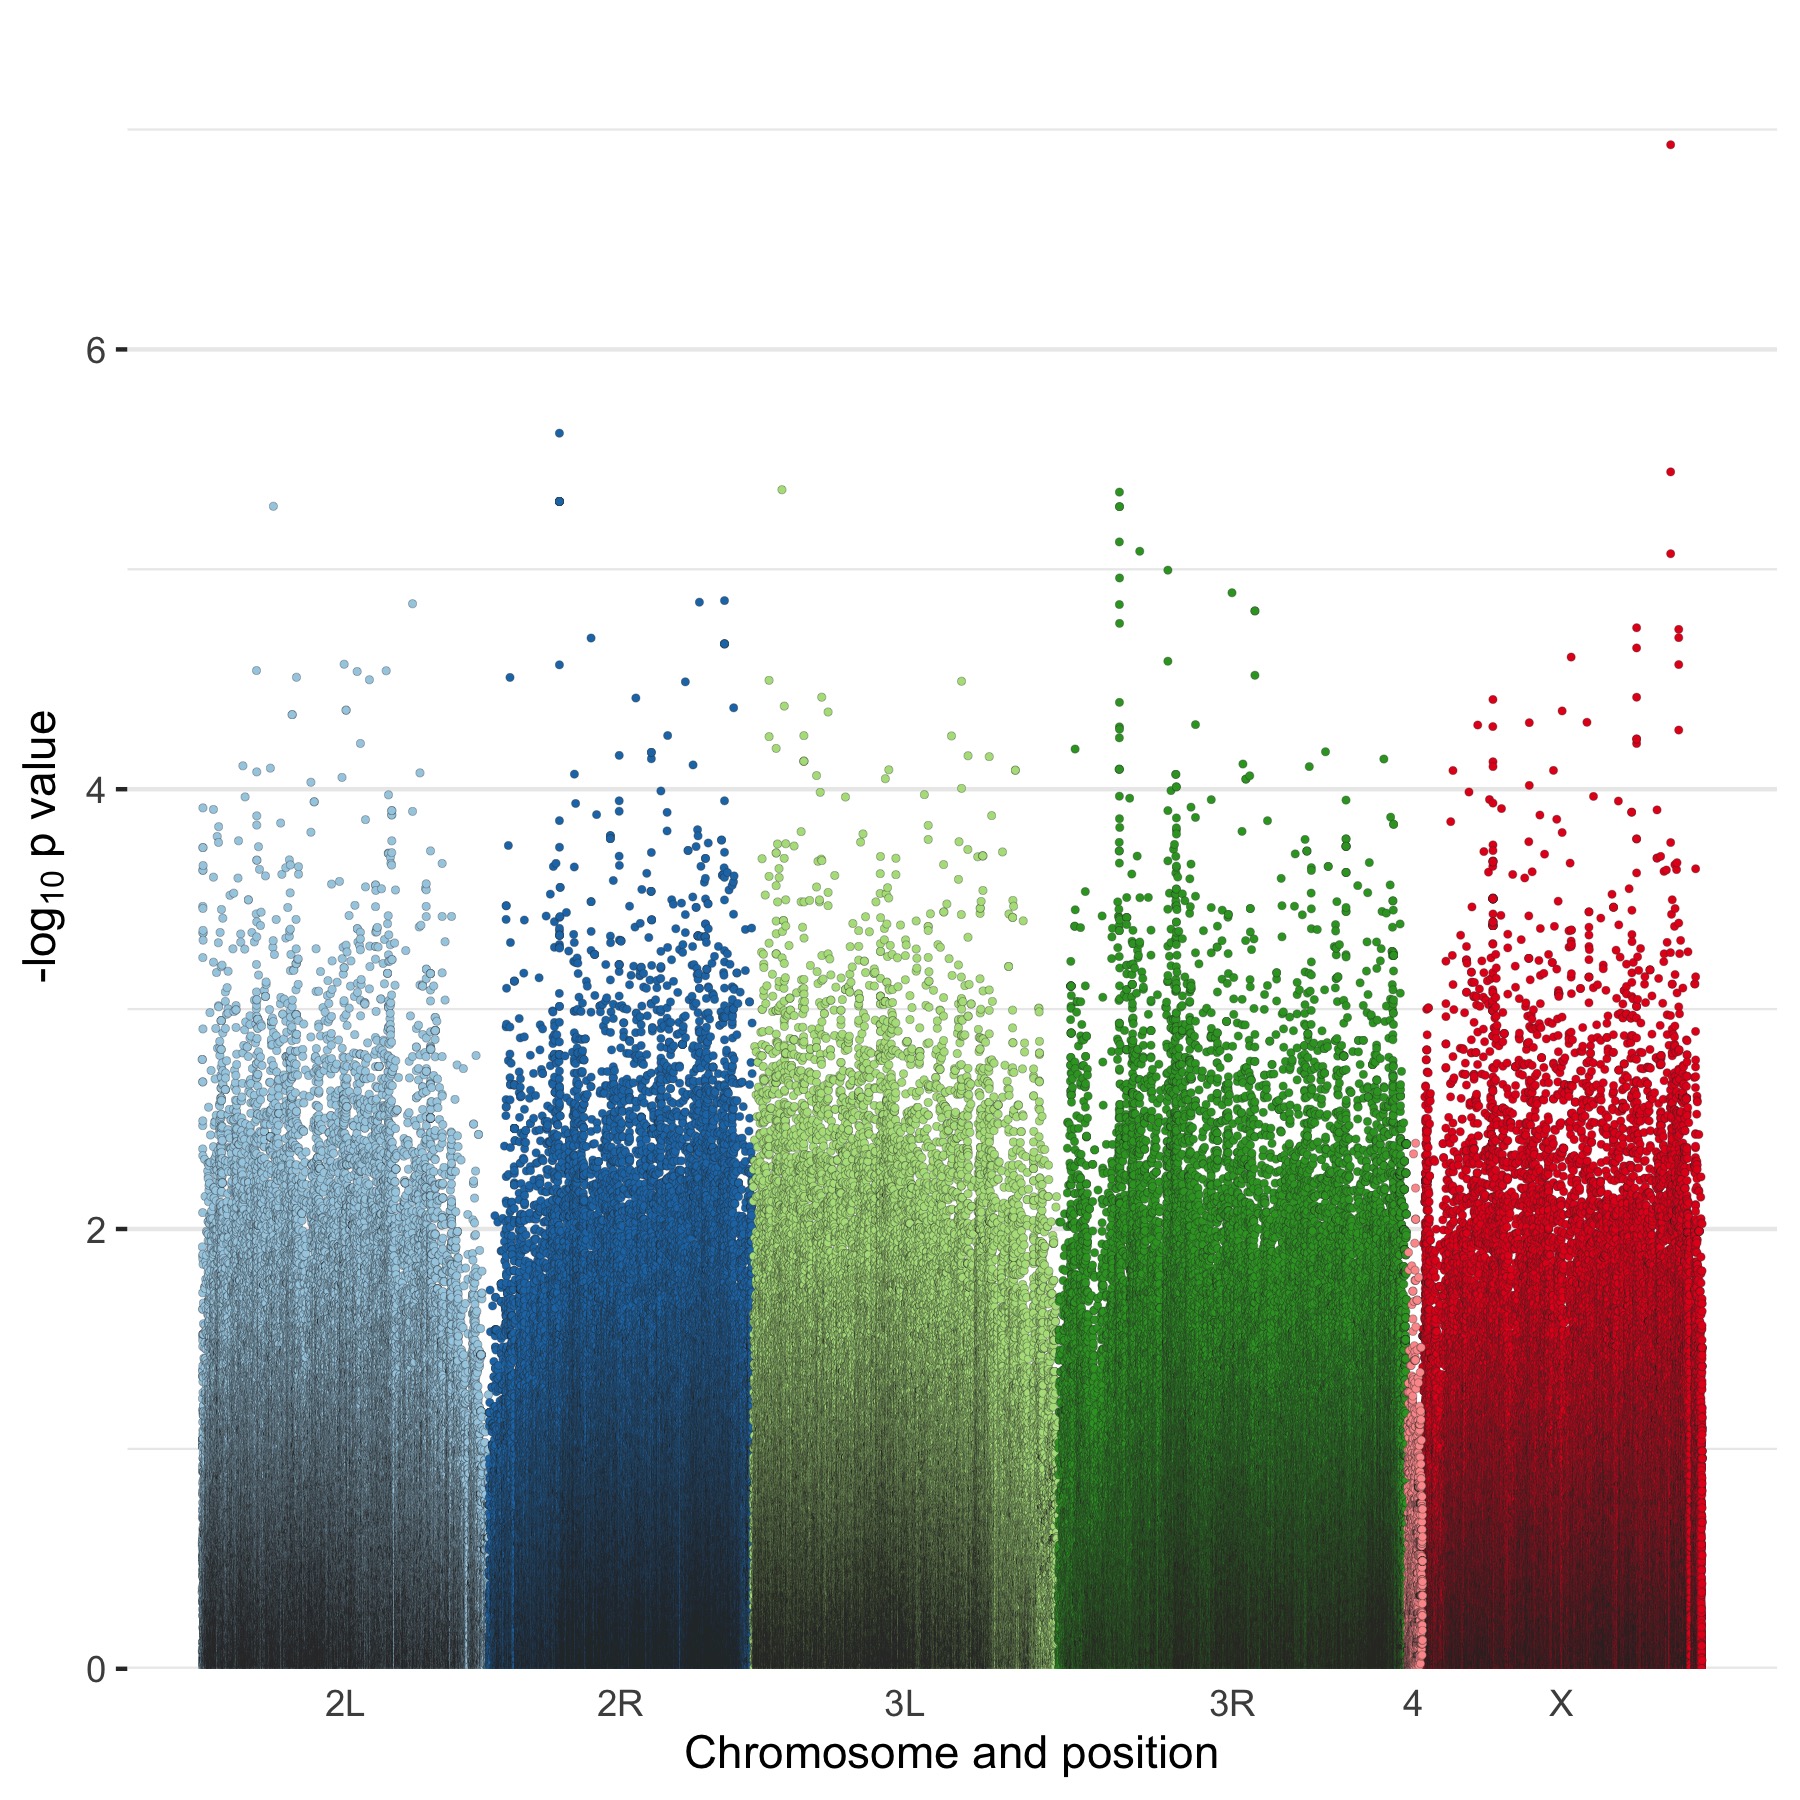 -log₁₀ p value
6
4
2
0
2L 2R 3L 3R 4 X
Chromosome and position